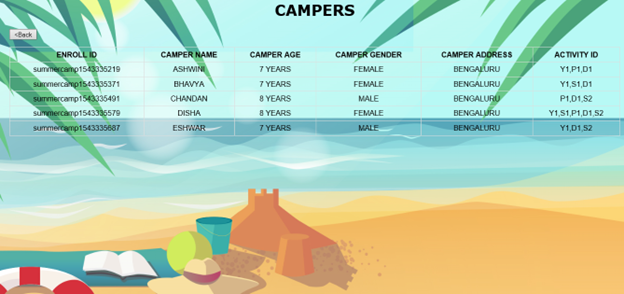 CAMPERS
<Back
ENROLL ID CAMPER NAME CAMPER AGE CAMPER GENDER CAMPER ADDRESS ACTIVITY ID
summercamp1543335219 ASHWINI 7 YEARS FEMALE BENGALURU Y1,P1,D1
summercamp1543335371 BHAVYA 7 YEARS FEMALE BENGALURU Y1,S1,D1
summercamp1543335491 CHANDAN 8 YEARS MALE BENGALURU P1,D1,S2
summercamp1543335579 DISHA 8 YEARS FEMALE BENGALURU Y1,S1,P1,D1,S2
summercamp1543335687 ESHWAR 7 YEARS MALE BENGALURU Y1,D1,S2